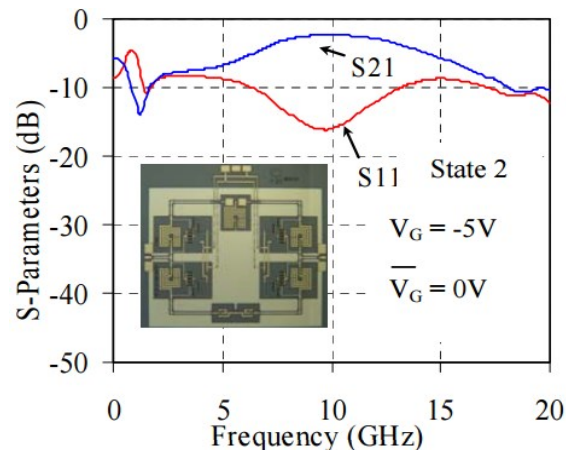 0
-10
-20
-30
-40
-50
S-Parameters (dB)
S21
S11
State 2
V_G = -5V
V̅_G̅ = 0V
0 5 10 15 20
Frequency (GHz)